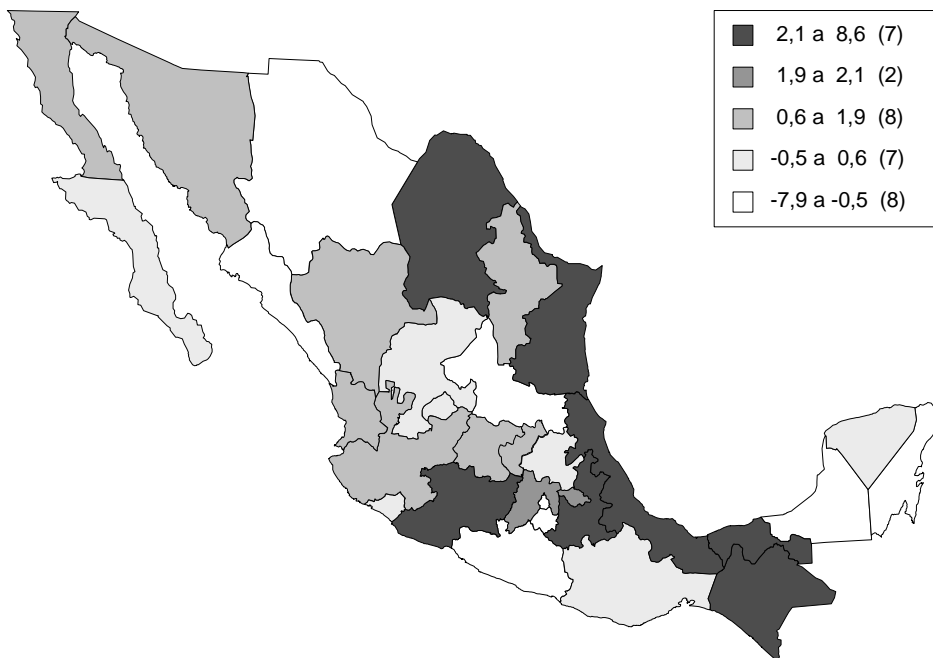 2,1 a 8,6 (7)
1,9 a 2,1 (2)
0,6 a 1,9 (8)
-0,5 a 0,6 (7)
-7,9 a -0,5 (8)